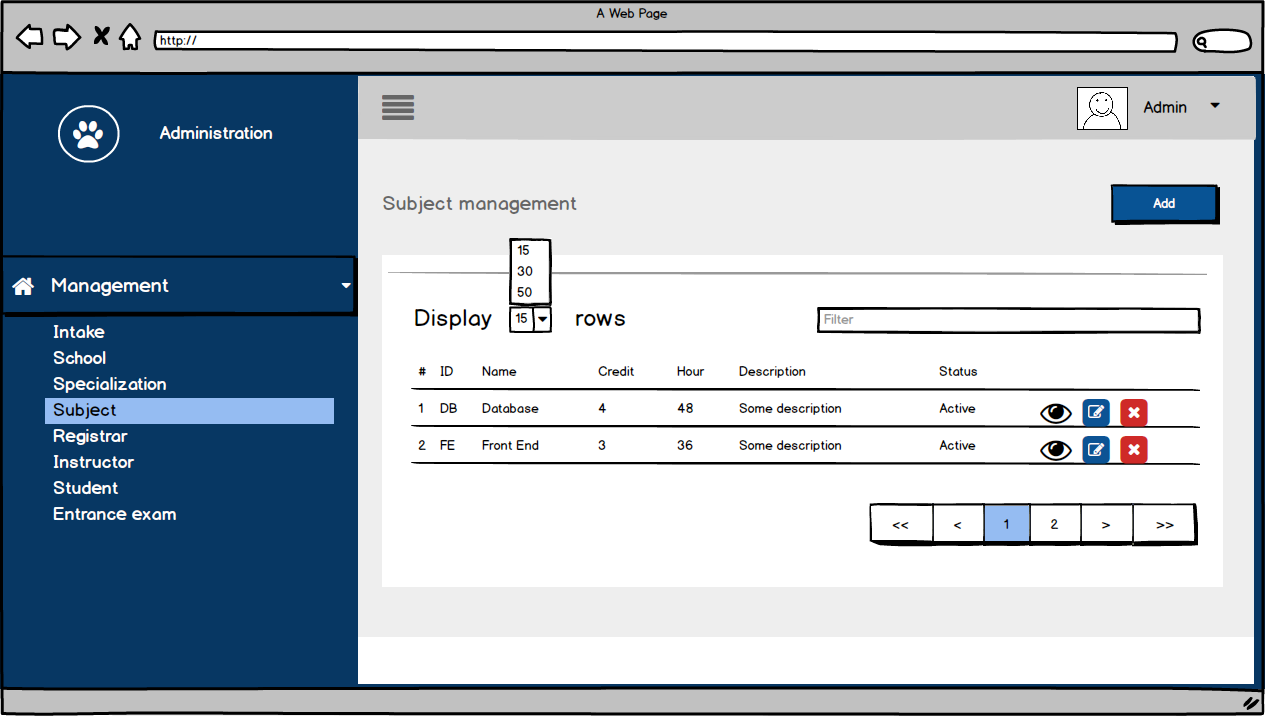 A Web Page
http://
Administration
Admin
Subject management
Add
Management
Intake
School
Specialization
Subject
Registrar
Instructor
Student
Entrance exam
15
30
50
Display 15 rows
Filter
# ID Name Credit Hour Description Status
1 DB Database 4 48 Some description Active
2 FE Front End 3 36 Some description Active
<< < 1 2 > >>